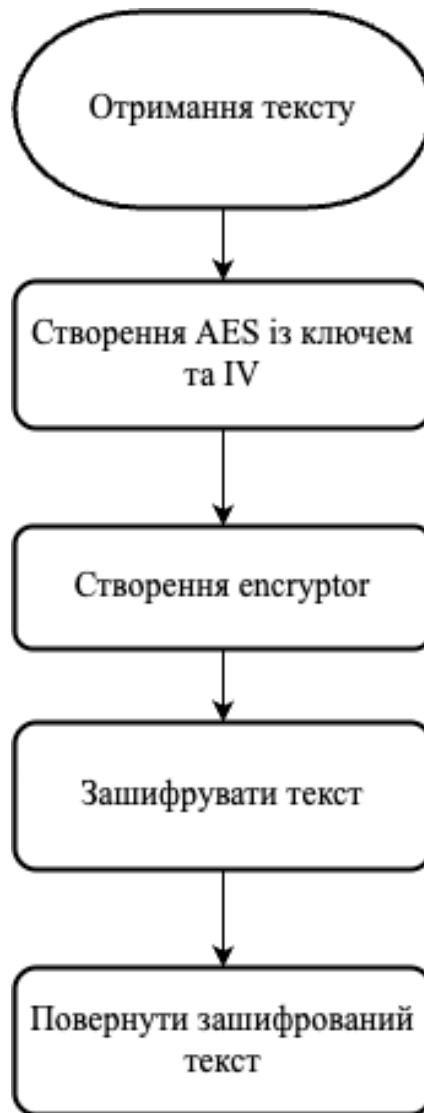 Отримання тексту
Створення AES із ключем
та IV
Створення encryptor
Зашифрувати текст
Повернути зашифрований
текст